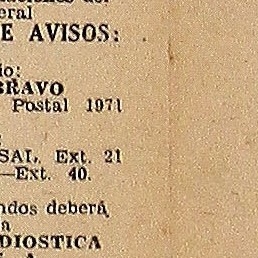 eral
E AVISOS:
io:
BRAVO
Postal 1971
SAL, Ext. 21
—Ext. 40.
ndos deberá
a
DIOSTICA